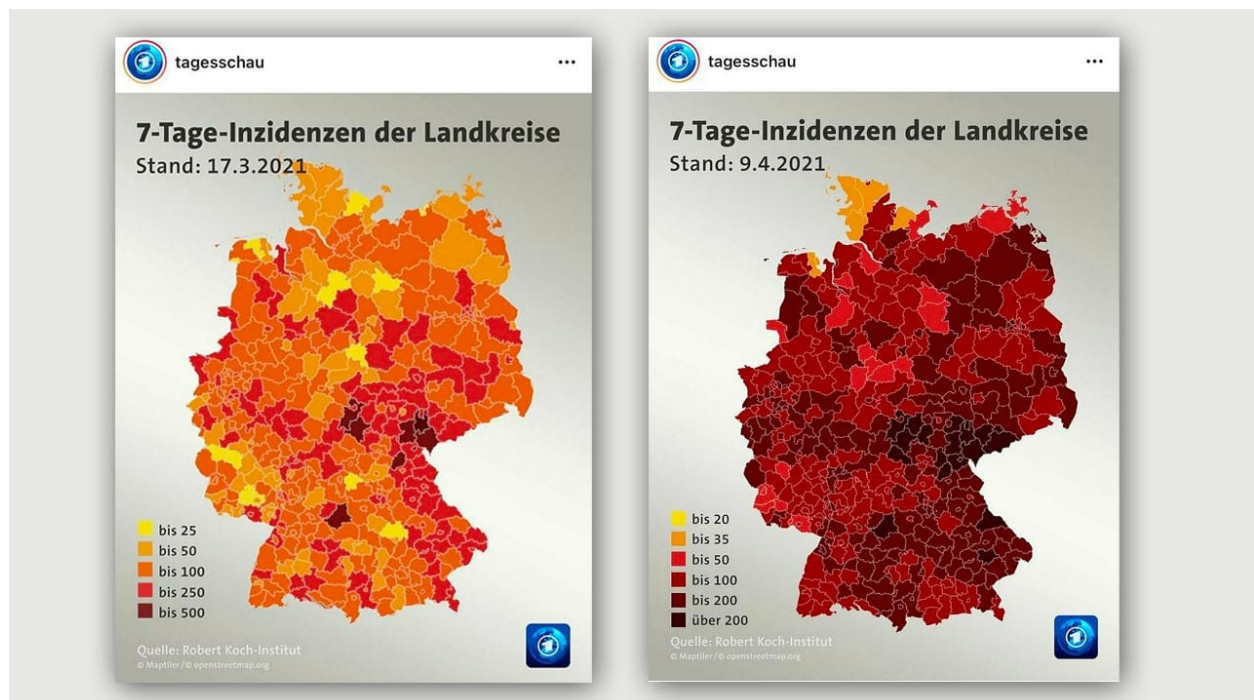 tagesschau
7-Tage-Inzidenzen der Landkreise
Stand: 17.3.2021
bis 25
bis 50
bis 100
bis 250
bis 500
Quelle: Robert Koch-Institut
© Maptiler/© openstreetmap.org
tagesschau
7-Tage-Inzidenzen der Landkreise
Stand: 9.4.2021
bis 20
bis 35
bis 50
bis 100
bis 200
über 200
Quelle: Robert Koch-Institut
© Maptiler/© openstreetmap.org